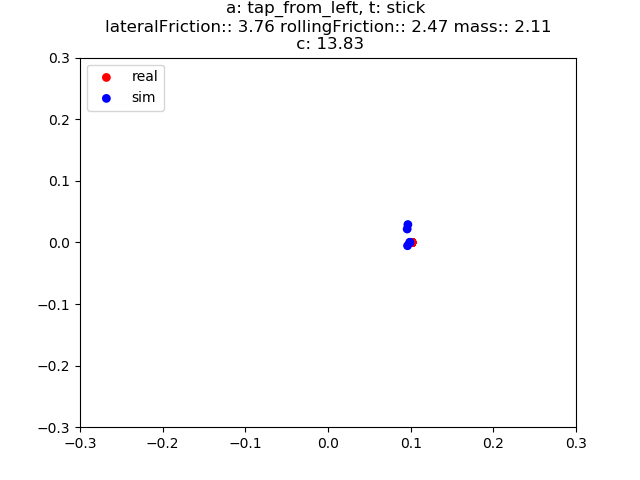 a: tap_from_left, t: stick
lateralFriction:: 3.76 rollingFriction:: 2.47 mass:: 2.11
c: 13.83
real
sim
0.3
0.2
0.1
0.0
−0.1
−0.2
−0.3
−0.3 −0.2 −0.1 0.0 0.1 0.2 0.3